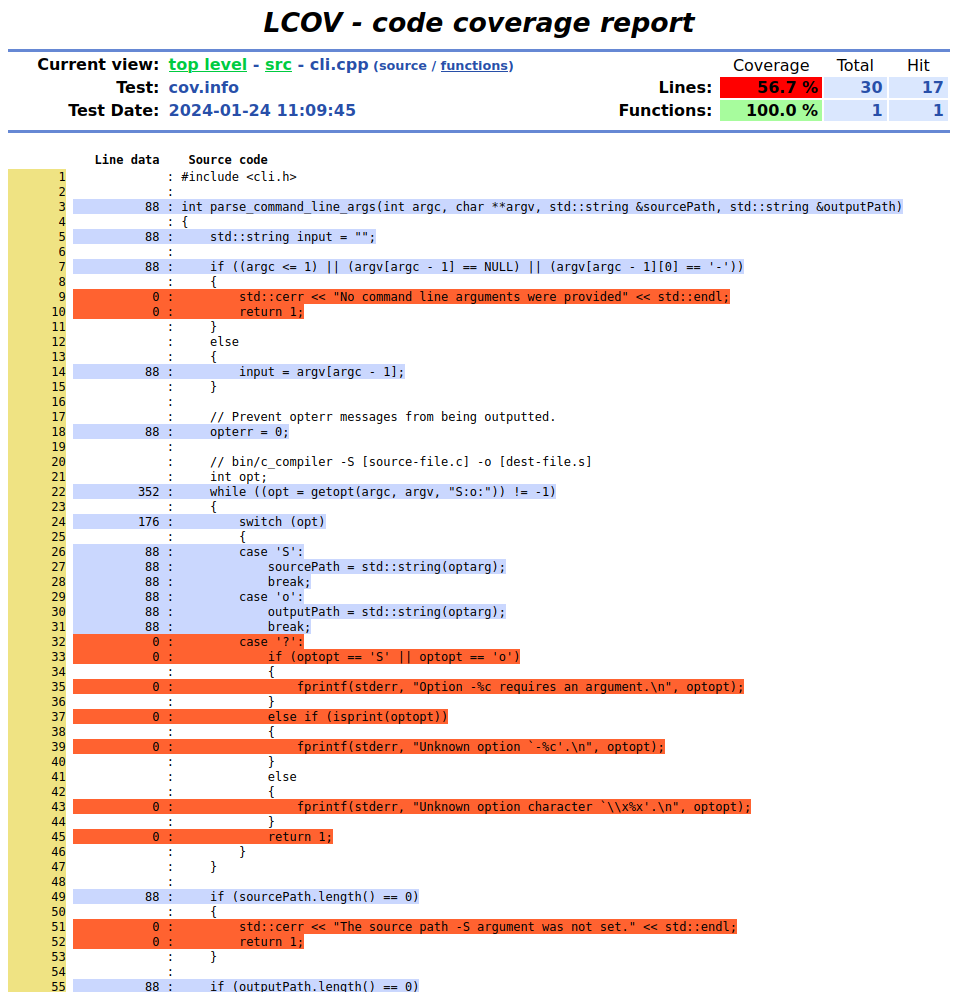 LCOV - code coverage report
Current view: top level - src - cli.cpp (source / functions) Coverage Total Hit
Test: cov.info Lines: 56.7 % 30 17
Test Date: 2024-01-24 11:09:45 Functions: 100.0 % 1 1
Line data Source code
1 : #include <cli.h>
2 :
3 88 : int parse_command_line_args(int argc, char **argv, std::string &sourcePath, std::string &outputPath)
4 : {
5 88 :     std::string input = "";
6 :
7 88 :     if ((argc <= 1) || (argv[argc - 1] == NULL) || (argv[argc - 1][0] == '-'))
8 :     {
9 0 :         std::cerr << "No command line arguments were provided" << std::endl;
10 0 :         return 1;
11 :     }
12 :     else
13 :     {
14 88 :         input = argv[argc - 1];
15 :     }
16 :
17 :     // Prevent opterr messages from being outputted.
18 88 :     opterr = 0;
19 :
20 :     // bin/c_compiler -S [source-file.c] -o [dest-file.s]
21 :     int opt;
22 352 :     while ((opt = getopt(argc, argv, "S:o:")) != -1)
23 :     {
24 176 :         switch (opt)
25 :         {
26 88 :         case 'S':
27 88 :             sourcePath = std::string(optarg);
28 88 :             break;
29 88 :         case 'o':
30 88 :             outputPath = std::string(optarg);
31 88 :             break;
32 0 :         case '?':
33 0 :             if (optopt == 'S' || optopt == 'o')
34 :             {
35 0 :                 fprintf(stderr, "Option -%c requires an argument.\n", optopt);
36 :             }
37 0 :             else if (isprint(optopt))
38 :             {
39 0 :                 fprintf(stderr, "Unknown option `-%c'.\n", optopt);
40 :             }
41 :             else
42 :             {
43 0 :                 fprintf(stderr, "Unknown option character `\\x%x'.\n", optopt);
44 :             }
45 0 :             return 1;
46 :         }
47 :     }
48 :
49 88 :     if (sourcePath.length() == 0)
50 :     {
51 0 :         std::cerr << "The source path -S argument was not set." << std::endl;
52 0 :         return 1;
53 :     }
54 :
55 88 :     if (outputPath.length() == 0)